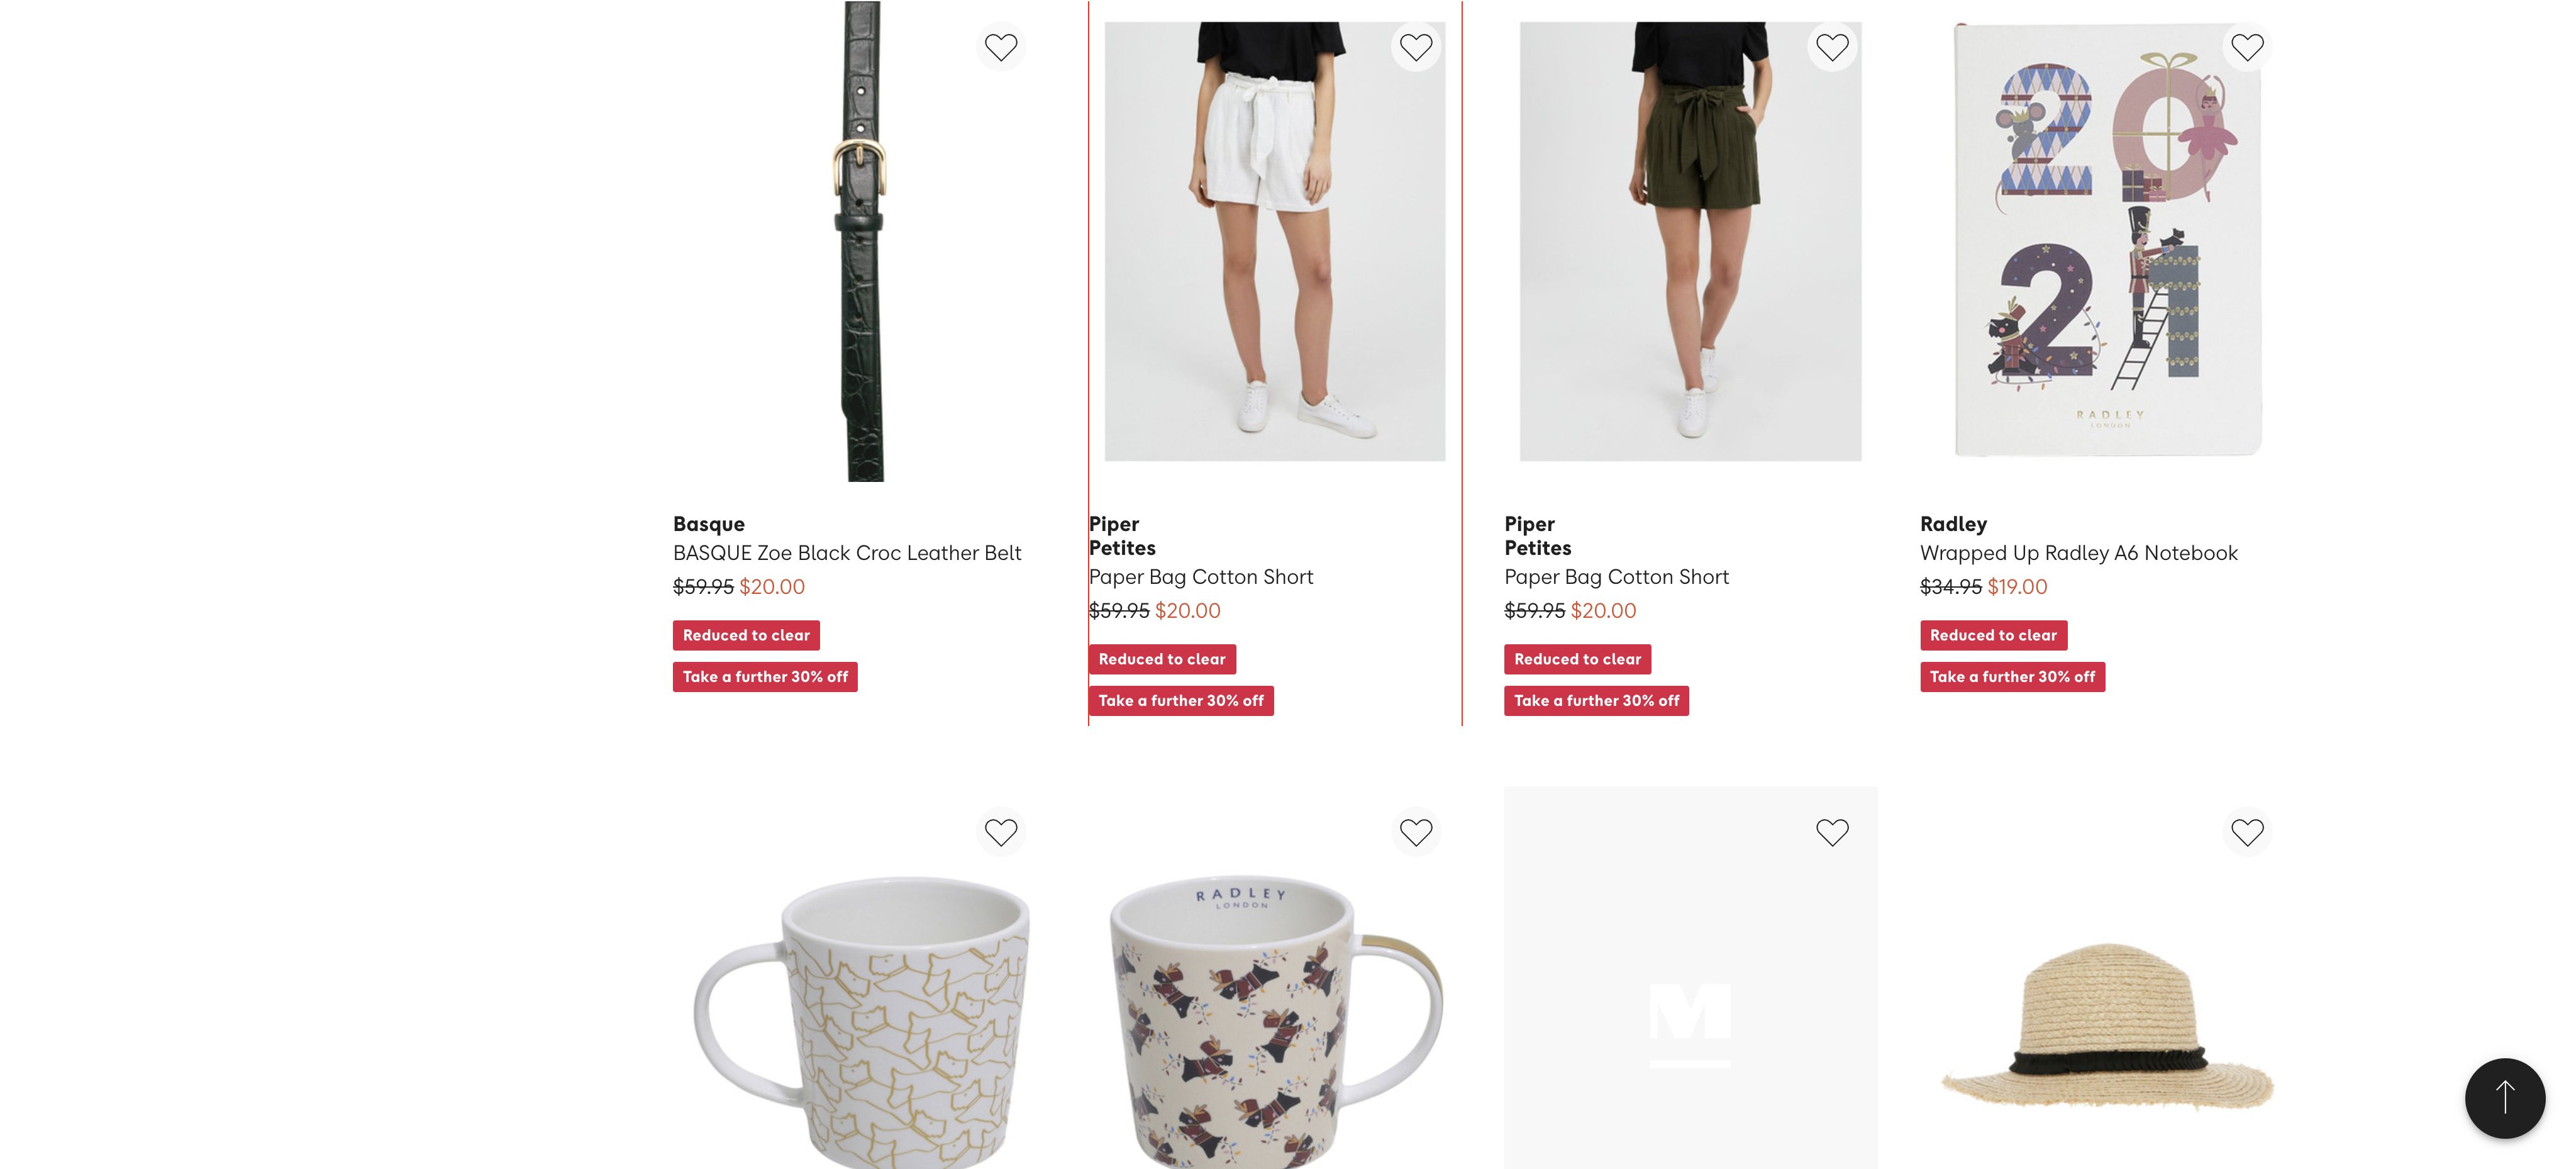 2021
RADLEY
LONDON
Basque
BASQUE Zoe Black Croc Leather Belt
$59.95 $20.00
Reduced to clear
Take a further 30% off
Piper
Petites
Paper Bag Cotton Short
$59.95 $20.00
Reduced to clear
Take a further 30% off
Piper
Petites
Paper Bag Cotton Short
$59.95 $20.00
Reduced to clear
Take a further 30% off
Radley
Wrapped Up Radley A6 Notebook
$34.95 $19.00
Reduced to clear
Take a further 30% off
RADLEY
LONDON
M